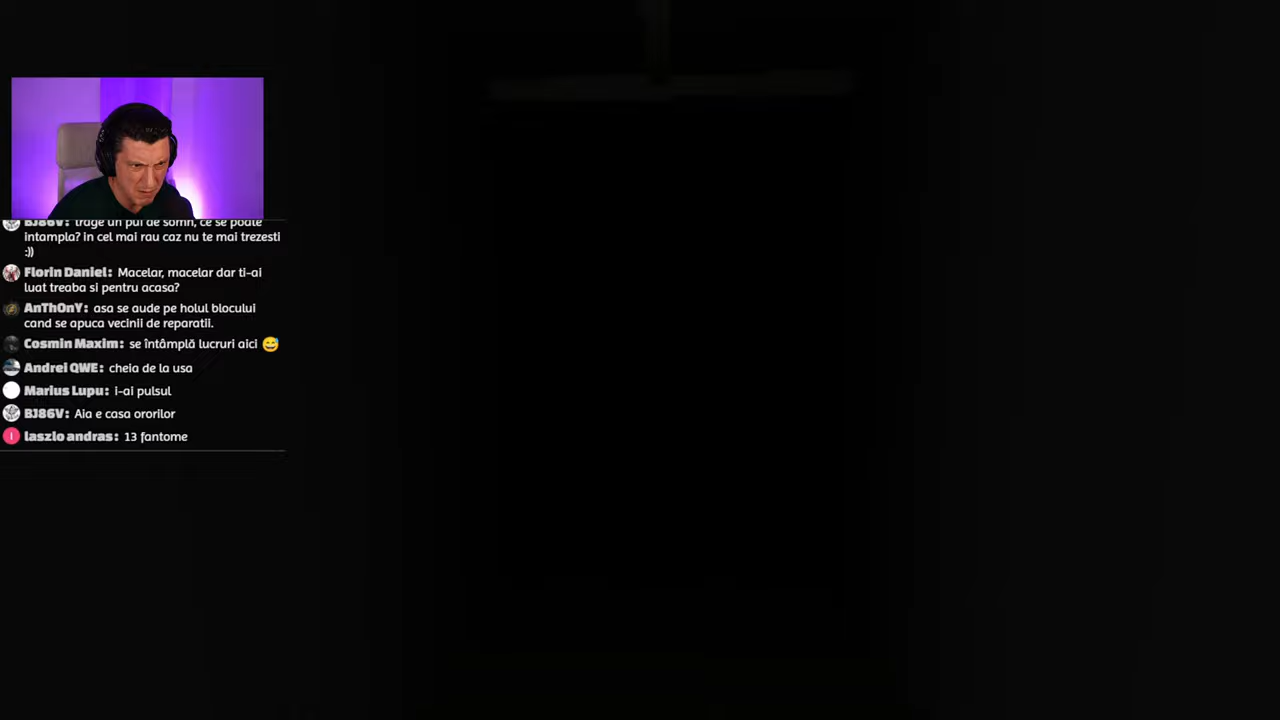 BJ86V: trage un pui de somn, ce se poate
intampla? in cel mai rau caz nu te mai trezesti
:))
Florin Daniel: Macelar, macelar dar ti-ai
luat treaba si pentru acasa?
AnThOnY: asa se aude pe holul blocului
cand se apuca vecinii de reparatii.
Cosmin Maxim: se întâmplă lucruri aici 😅
Andrei QWE: cheia de la usa
Marius Lupu: i-ai pulsul
BJ86V: Aia e casa ororilor
laszlo andras: 13 fantome